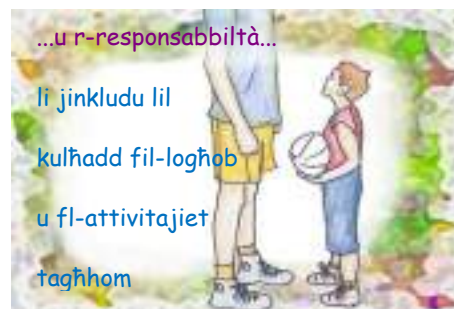 ...u r-responsabbiltà...
li jinkludu lil
kulħadd fil-logħob
u fl-attivitajiet
tagħhom